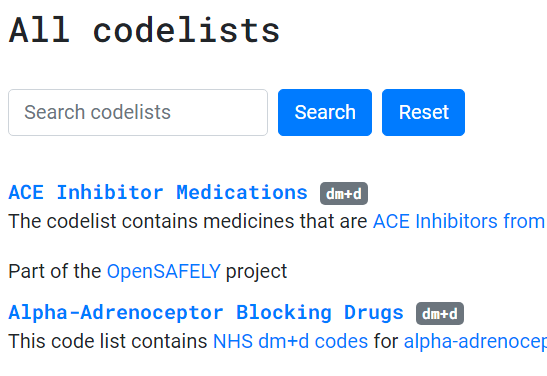 All codelists
Search codelists Search Reset
ACE Inhibitor Medications dm+d
The codelist contains medicines that are ACE Inhibitors from
Part of the OpenSAFELY project
Alpha-Adrenoceptor Blocking Drugs dm+d
This code list contains NHS dm+d codes for alpha-adrenocep